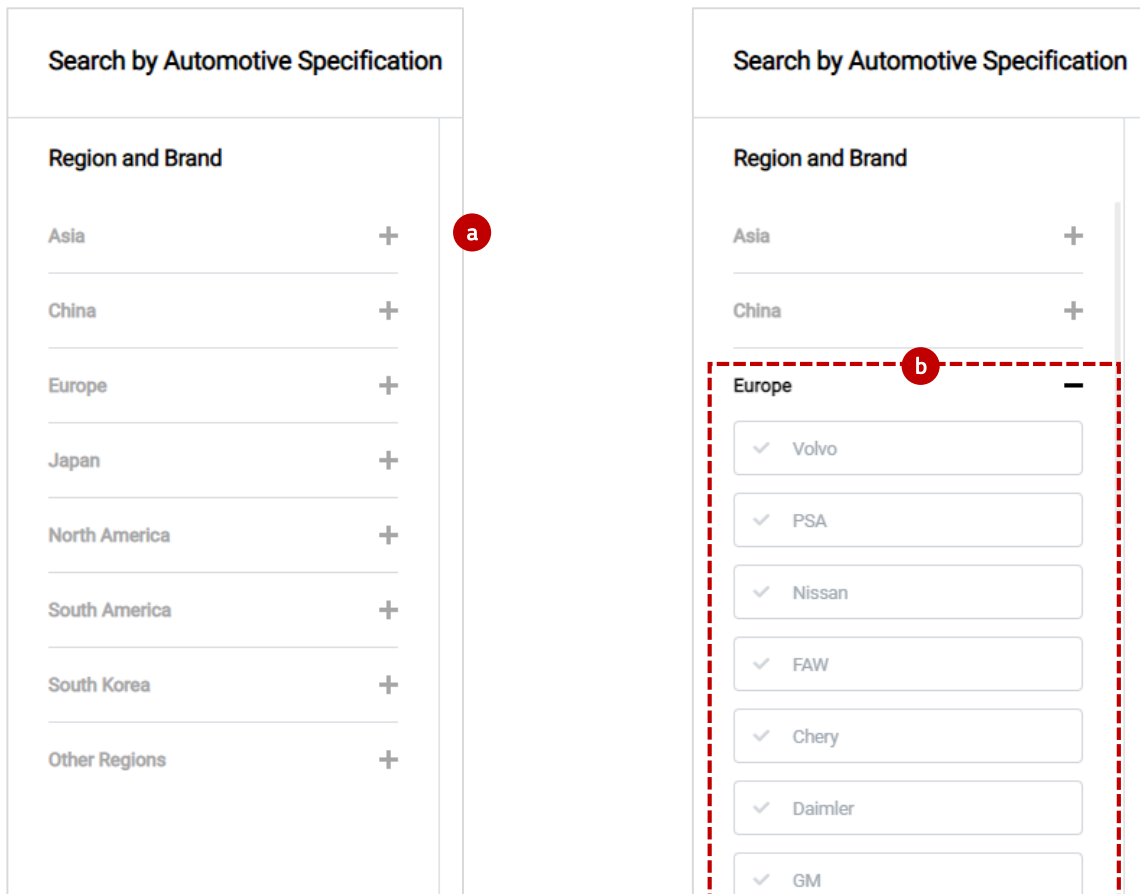 Search by Automotive Specification
Region and Brand
Asia
China
Europe
Japan
North America
South America
South Korea
Other Regions
a
Search by Automotive Specification
Region and Brand
Asia
China
b
Europe
Volvo
PSA
Nissan
FAW
Chery
Daimler
GM